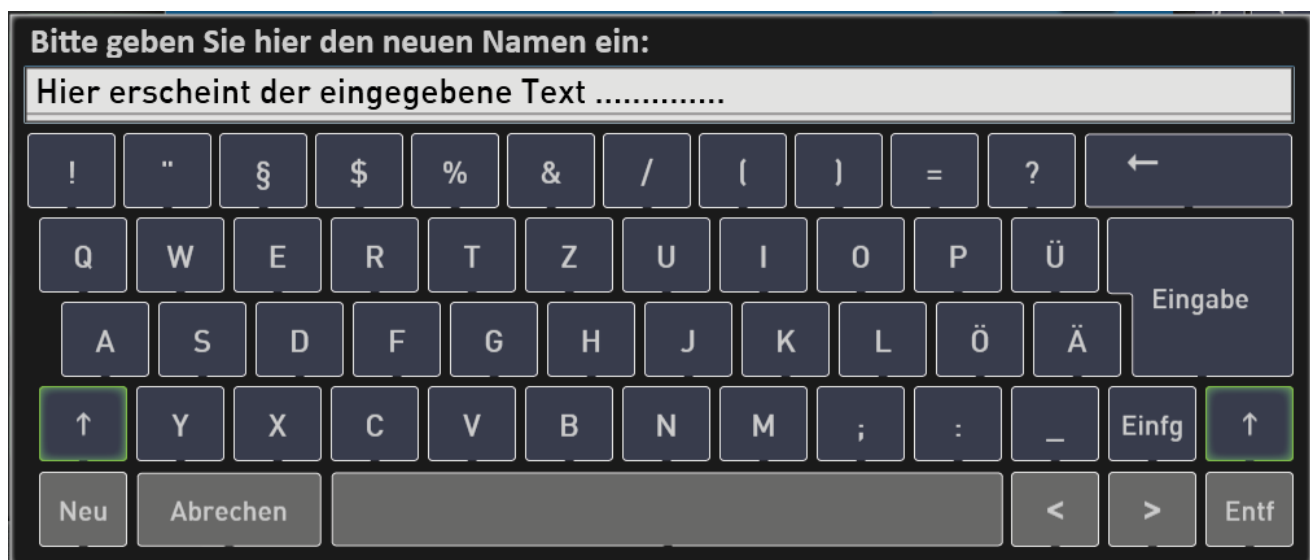 Bitte geben Sie hier den neuen Namen ein:
Hier erscheint der eingegebene Text ..............
! " § $ % & / ( ) = ? ←
Q W E R T Z U I O P Ü Eingabe
A S D F G H J K L Ö Ä
↑ Y X C V B N M ; : _ Einfg ↑
Neu Abrechen < > Entf